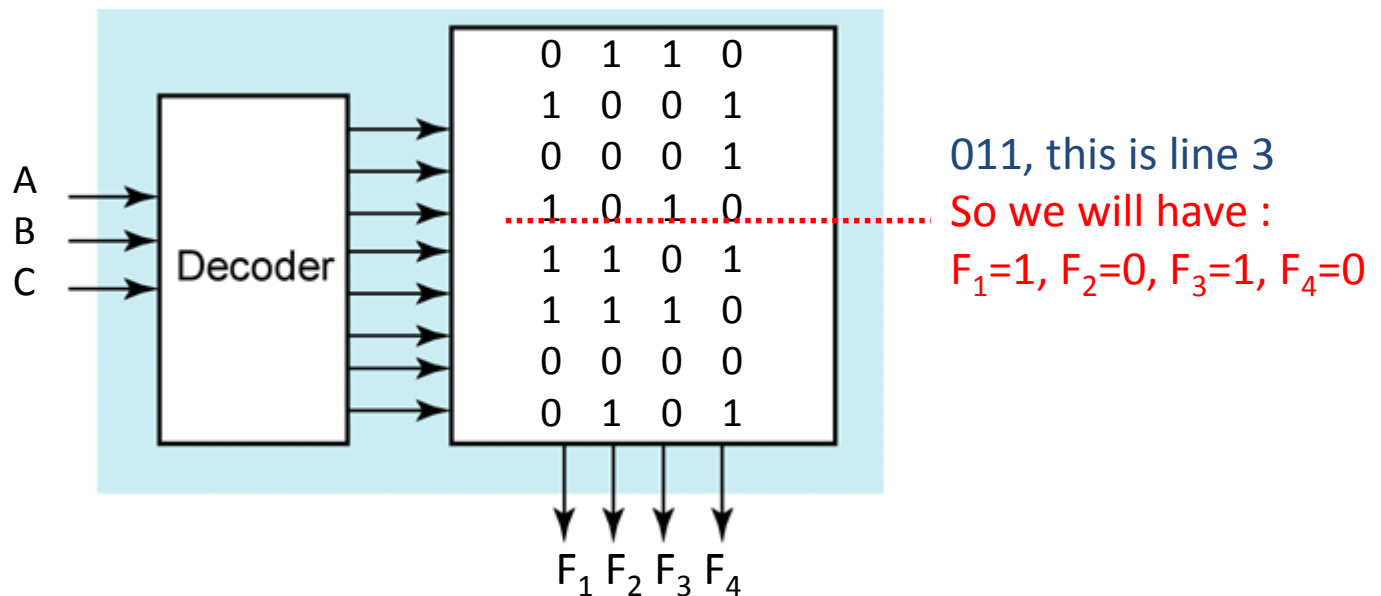 0 1 1 0
1 0 0 1
0 0 0 1
1 0 1 0
1 1 0 1
1 1 1 0
0 0 0 0
0 1 0 1
A
B
C
Decoder
011, this is line 3
So we will have :
F₁=1, F₂=0, F₃=1, F₄=0
F₁ F₂ F₃ F₄